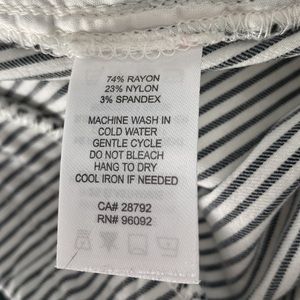 74% RAYON
23% NYLON
3% SPANDEX
MACHINE WASH IN
COLD WATER
GENTLE CYCLE
DO NOT BLEACH
HANG TO DRY
COOL IRON IF NEEDED
CA# 28792
RN# 96092